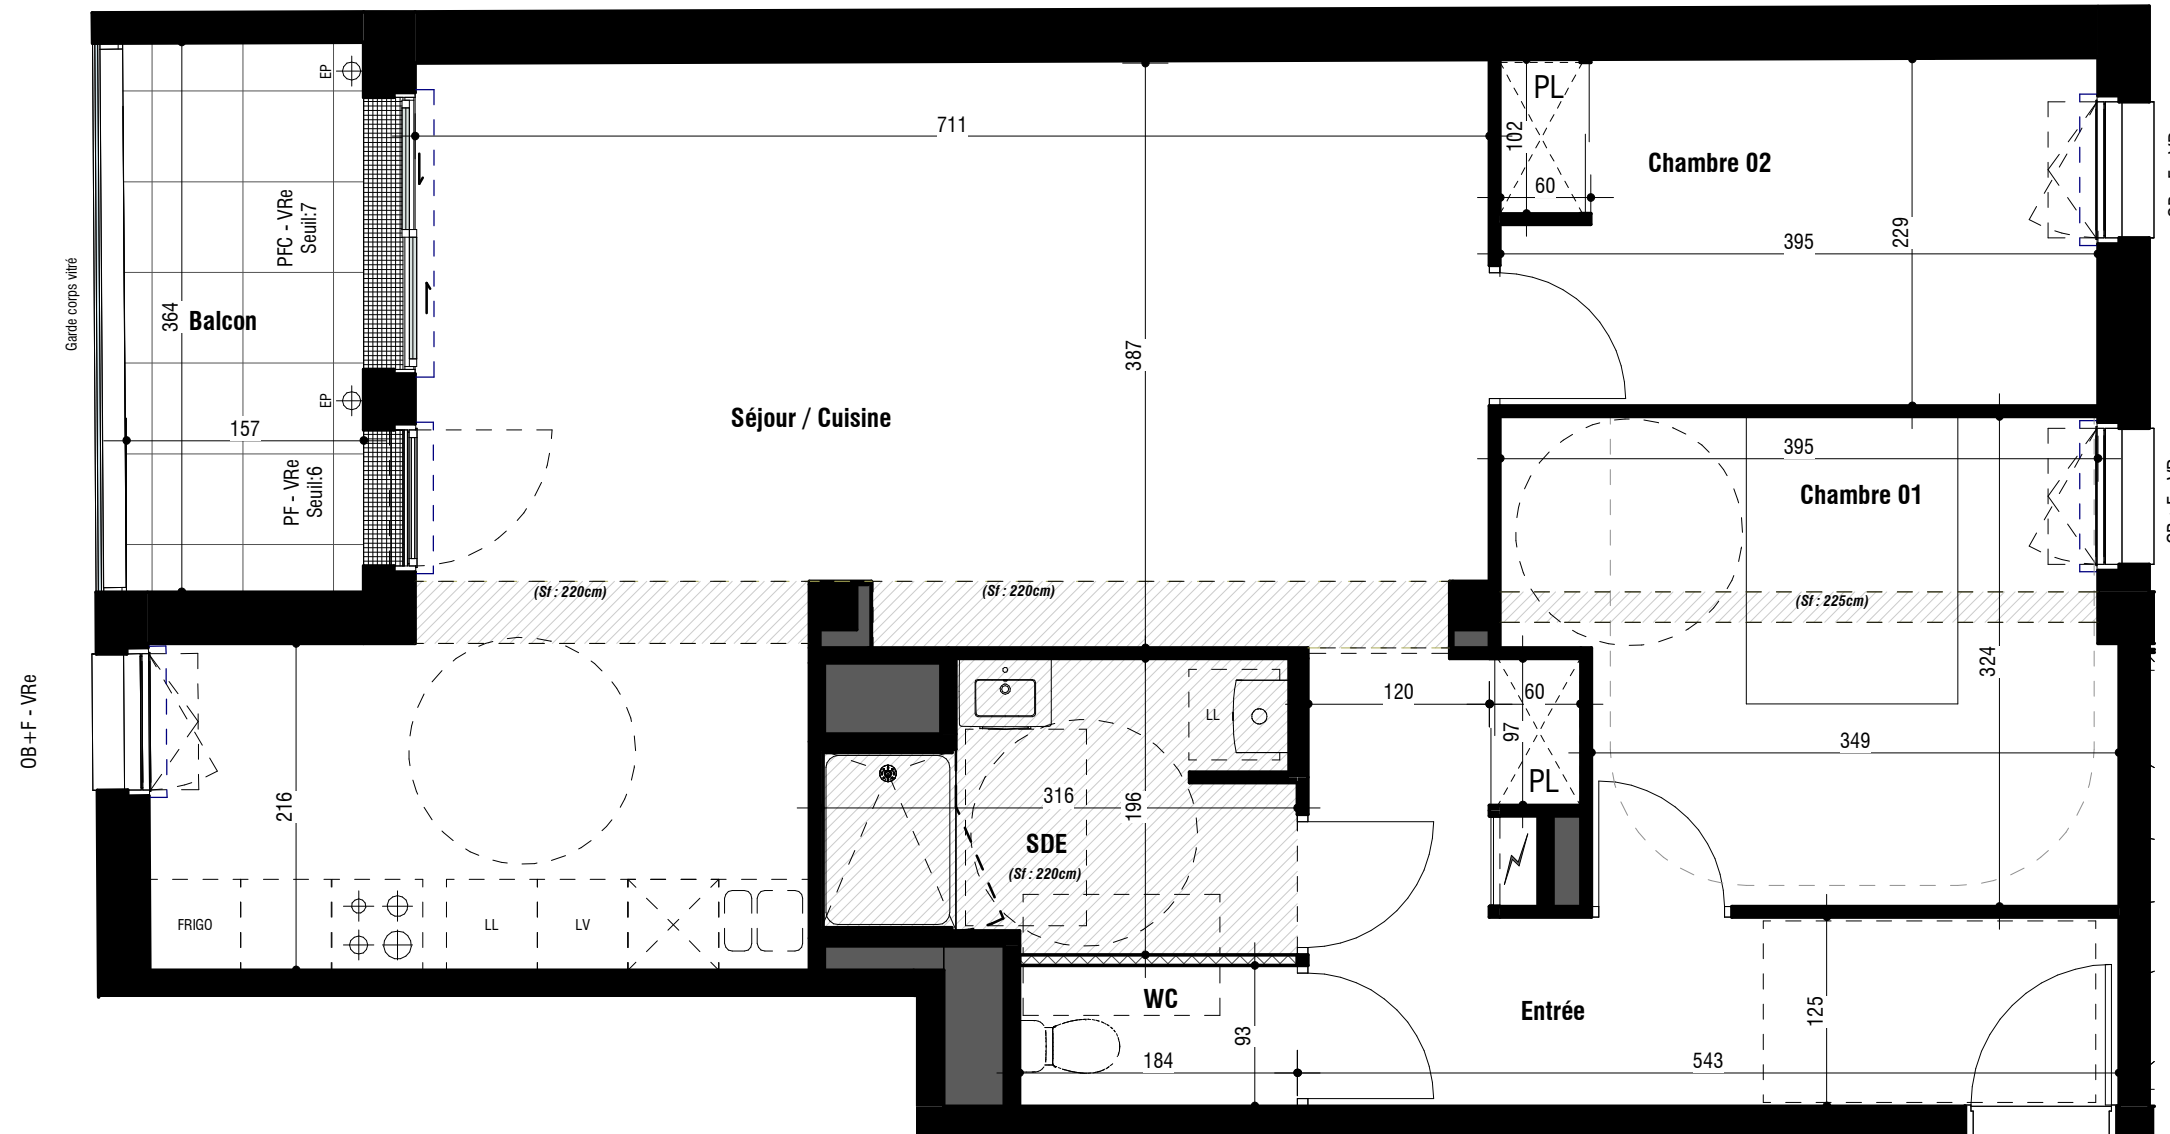 EP
PFC - VRe
Seuil:7
Garde corps vitré
364
Balcon
EP
157
PF - VRe
Seuil:6
711
387
Séjour / Cuisine
PL
102
60
Chambre 02
395
229
395
Chambre 01
(Sf : 220cm)
(Sf : 220cm)
(Sf : 225cm)
324
OB+F - VRe
216
FRIGO
LL
LV
LL
316
196
SDE
(Sf : 220cm)
120
60
97
PL
349
WC
93
184
Entrée
125
543